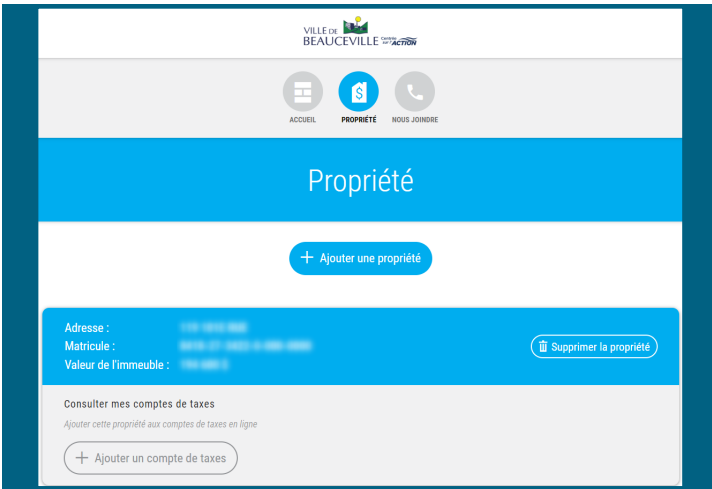 VILLE DE
BEAUCEVILLE Centrée sur l'ACTION
ACCUEIL PROPRIÉTÉ NOUS JOINDRE
Propriété
+ Ajouter une propriété
Adresse :
Matricule :
Supprimer la propriété
Valeur de l'immeuble :
Consulter mes comptes de taxes
Ajouter cette propriété aux comptes de taxes en ligne
+ Ajouter un compte de taxes